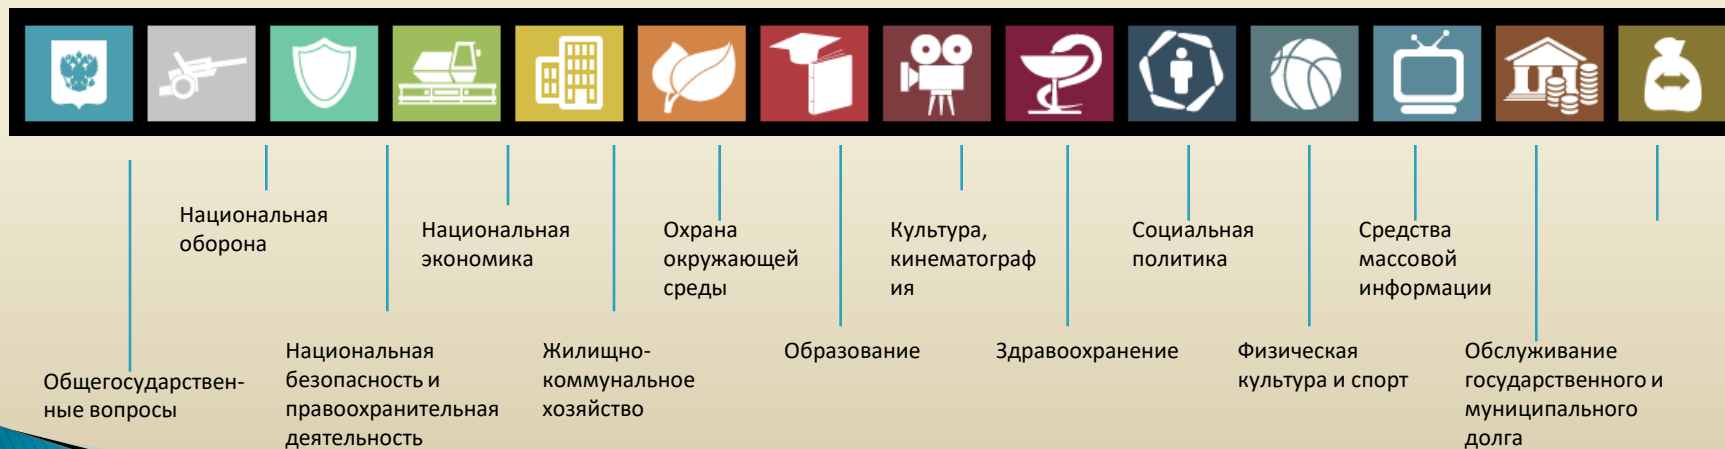 Национальная
оборона
Национальная
экономика
Охрана
окружающей
среды
Культура,
кинематограф
ия
Социальная
политика
Средства
массовой
информации
Общегосударствен-
ные вопросы
Национальная
безопасность и
правоохранительная
деятельность
Жилищно-
коммунальное
хозяйство
Образование
Здравоохранение
Физическая
культура и спорт
Обслуживание
государственного и
муниципального
долга